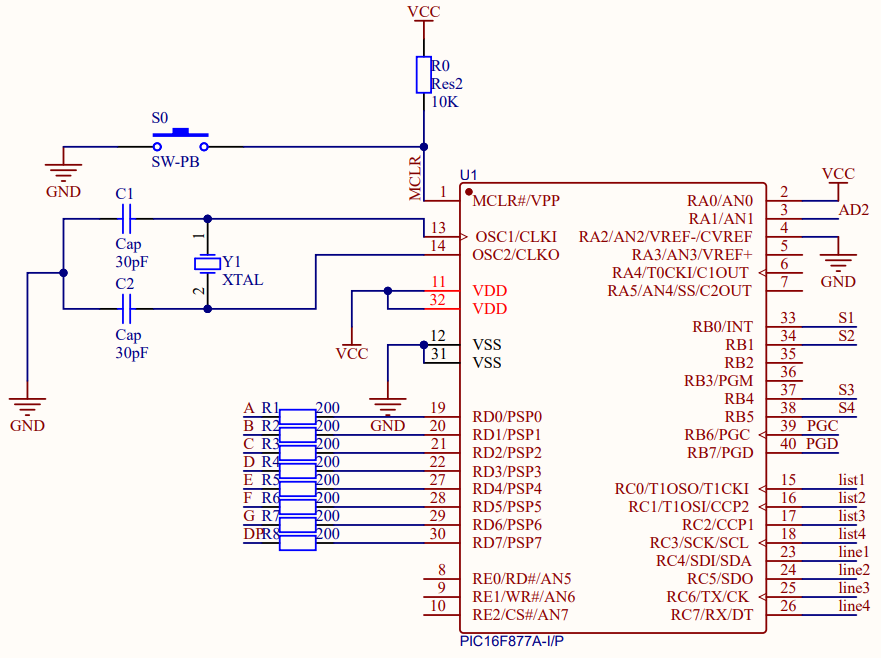 VCC
R0
Res2
10K
S0
SW-PB
GND
MCLR
C1
Cap
30pF
1
Y1
XTAL
2
C2
Cap
30pF
GND
VCC
GND
U1
1 MCLR#/VPP
13 OSC1/CLKI
14 OSC2/CLKO
11 VDD
32 VDD
12 VSS
31 VSS
A R1 200 19 RD0/PSP0
B R2 200 20 RD1/PSP1
C R3 200 21 RD2/PSP2
D R4 200 22 RD3/PSP3
E R5 200 27 RD4/PSP4
F R6 200 28 RD5/PSP5
G R7 200 29 RD6/PSP6
DP R8 200 30 RD7/PSP7
8 RE0/RD#/AN5
9 RE1/WR#/AN6
10 RE2/CS#/AN7
VCC
RA0/AN0 2
RA1/AN1 3 AD2
RA2/AN2/VREF-/CVREF 4
RA3/AN3/VREF+ 5
RA4/T0CKI/C1OUT 6
RA5/AN4/SS/C2OUT 7
GND
RB0/INT 33 S1
RB1 34 S2
RB2 35
RB3/PGM 36
RB4 37 S3
RB5 38 S4
RB6/PGC 39 PGC
RB7/PGD 40 PGD
RC0/T1OSO/T1CKI 15 list1
RC1/T1OSI/CCP2 16 list2
RC2/CCP1 17 list3
RC3/SCK/SCL 18 list4
RC4/SDI/SDA 23 line1
RC5/SDO 24 line2
RC6/TX/CK 25 line3
RC7/RX/DT 26 line4
PIC16F877A-I/P